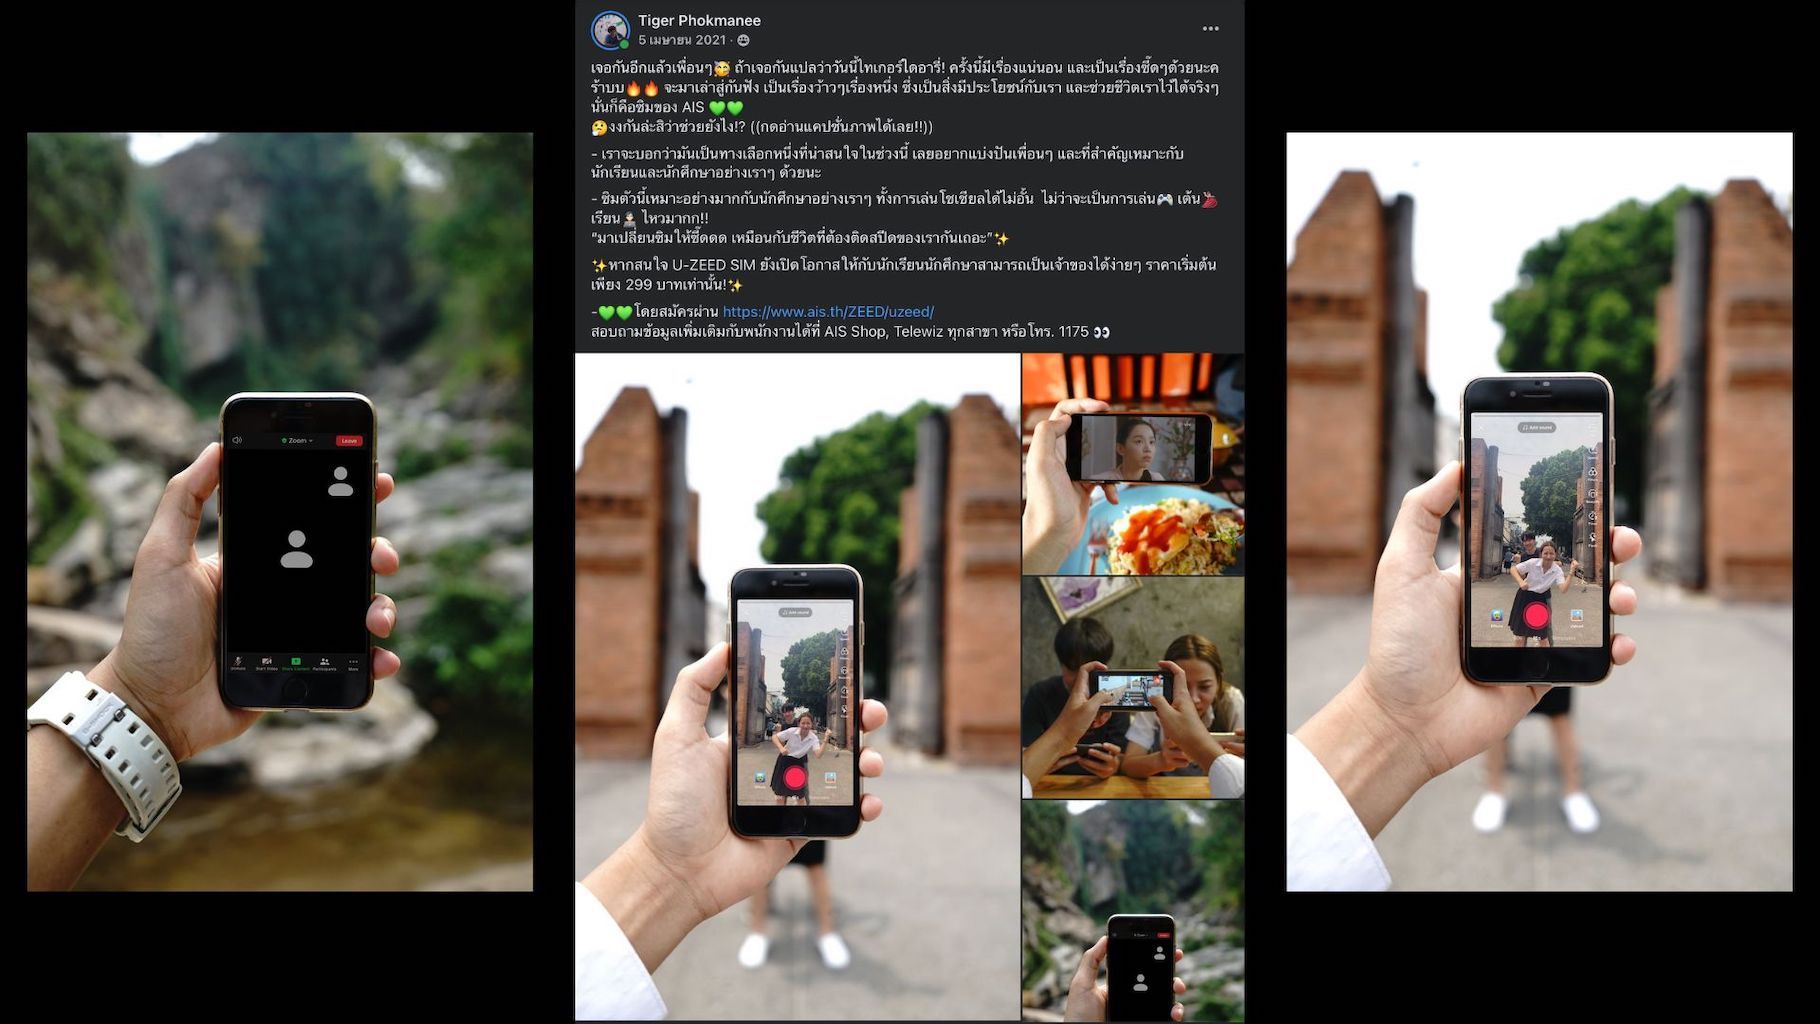 Tiger Phokmanee
5 เมษายน 2021
เจอกันอีกแล้วเพื่อนๆ🥳 ถ้าเจอกันแปลว่าวันนี้ไทเกอร์ไดอารี่! ครั้งนี้มีเรื่องแน่นอน และเป็นเรื่องซี๊ดๆด้วยนะค
ร้าบบ🔥🔥 จะมาเล่าสู่กันฟัง เป็นเรื่องว้าวๆเรื่องหนึ่ง ซึ่งเป็นสิ่งมีประโยชน์กับเรา และช่วยชีวิตเราไว้ได้จริงๆ
นั่นก็คือซิมของ AIS 💚💚
🤔งงกันล่ะสิว่าช่วยยังไง!? ((กดอ่านแคปชั่นภาพได้เลย!!))
- เราจะบอกว่ามันเป็นทางเลือกหนึ่งที่น่าสนใจในช่วงนี้ เลยอยากแบ่งปันเพื่อนๆ และที่สำคัญเหมาะกับ
นักเรียนและนักศึกษาอย่างเราๆ ด้วยนะ
- ซิมตัวนี้เหมาะอย่างมากกับนักศึกษาอย่างเราๆ ทั้งการเล่นโซเชียลได้ไม่อั้น ไม่ว่าจะเป็นการเล่น🎮 เต้น💃
เรียน👨🏻‍💻 ไหวมากก!!
“มาเปลี่ยนซิมให้ซี๊ดดด เหมือนกับชีวิตที่ต้องติดสปีดของเรากันเถอะ”✨
✨หากสนใจ U-ZEED SIM ยังเปิดโอกาสให้กับนักเรียนนักศึกษาสามารถเป็นเจ้าของได้ง่ายๆ ราคาเริ่มต้น
เพียง 299 บาทเท่านั้น!✨
-💚💚โดยสมัครผ่าน https://www.ais.th/ZEED/uzeed/
สอบถามข้อมูลเพิ่มเติมกับพนักงานได้ที่ AIS Shop, Telewiz ทุกสาขา หรือโทร. 1175 👀
Zoom
Leave
Unmute Start Video Share Content Participants More
Add sound
Add sound